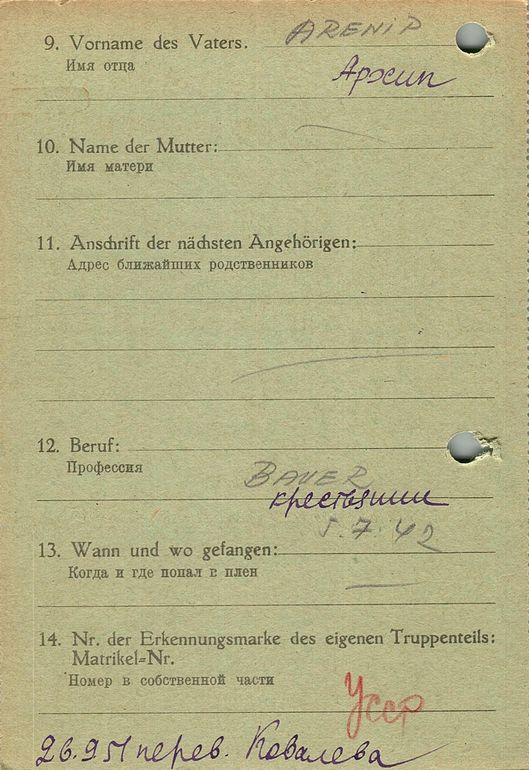 9. Vorname des Vaters. ARENIP
Имя отца
Архип
10. Name der Mutter:
Имя матери
11. Anschrift der nächsten Angehörigen:
Адрес ближайших родственников
12. Beruf:
Профессия
BAUER
крестьянин
5.7.42
13. Wann und wo gefangen:
Когда и где попал в плен
14. Nr. der Erkennungsmarke des eigenen Truppenteils:
Matrikel=Nr.
Номер в собственной части
Усср
26.9 51 перев. Ковалева